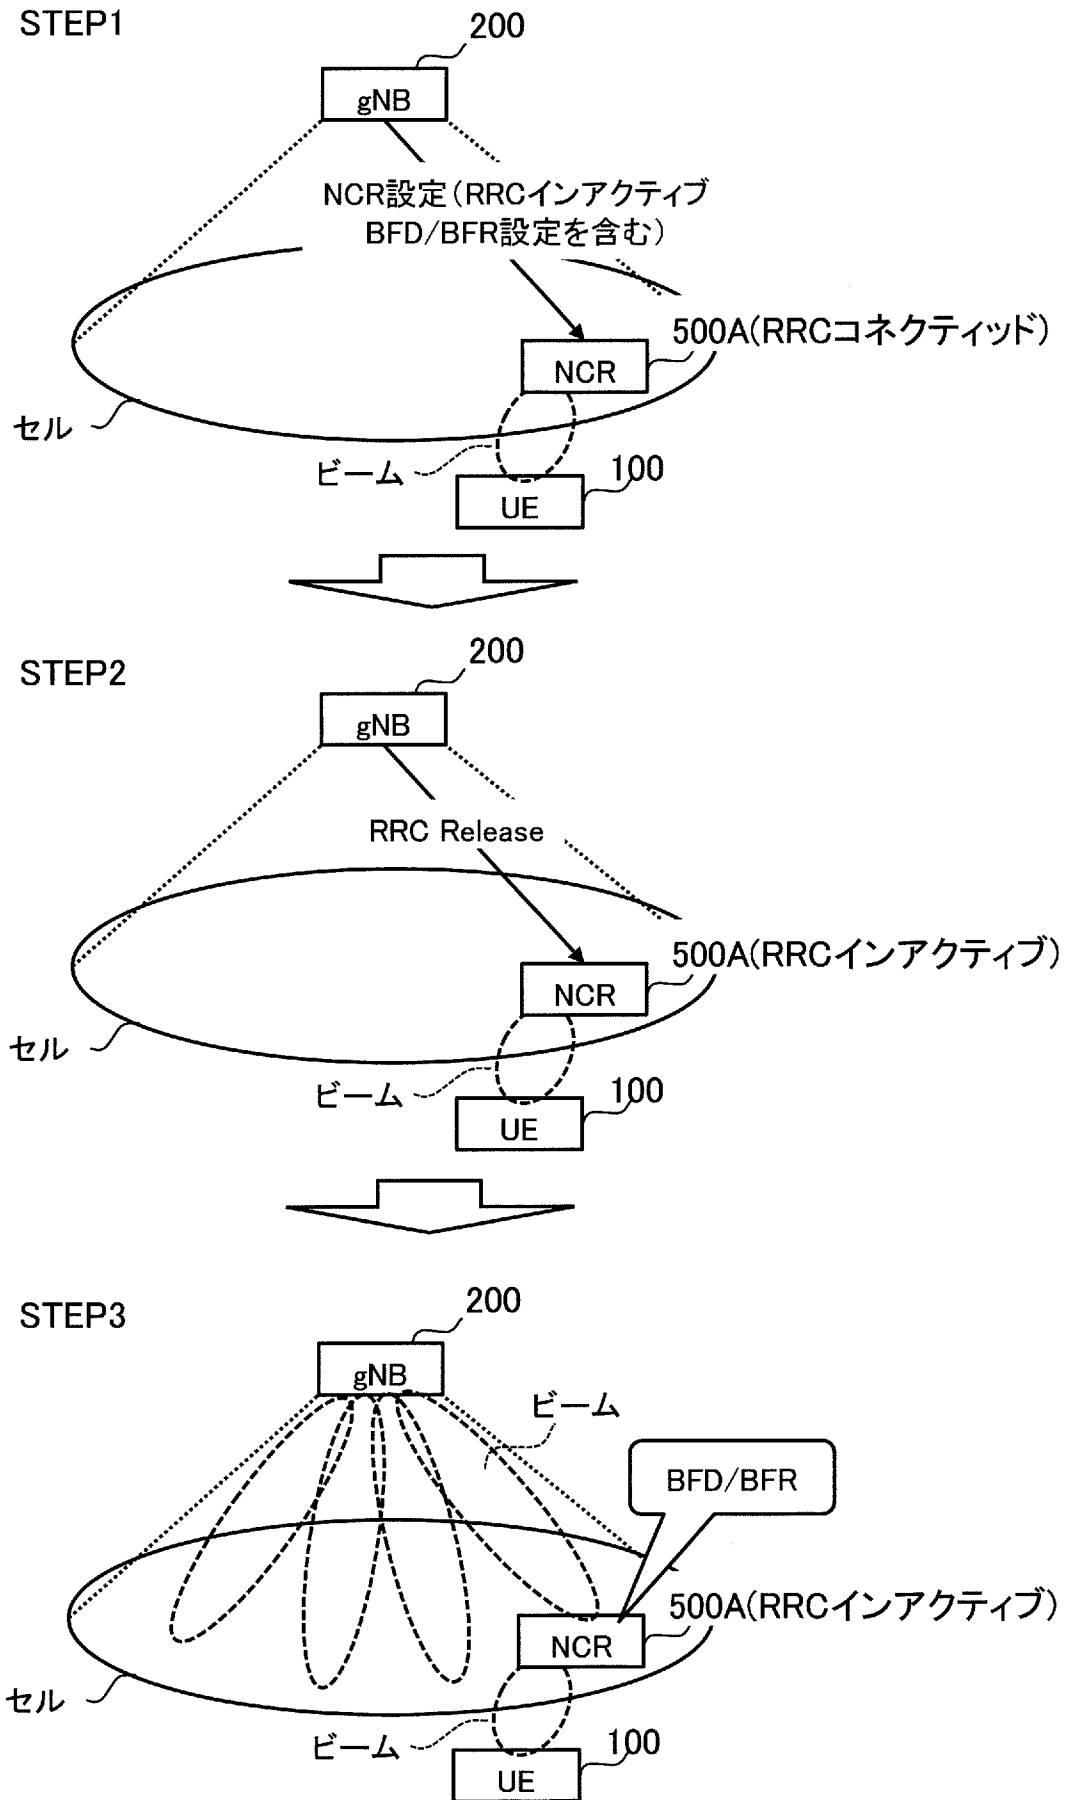 STEP1
200
gNB
NCR設定(RRCインアクティブ
BFD/BFR設定を含む)
500A(RRCコネクティッド)
NCR
セル
ビーム
100
UE
STEP2
200
gNB
RRC Release
500A(RRCインアクティブ)
NCR
セル
ビーム
100
UE
STEP3
200
gNB
ビーム
BFD/BFR
500A(RRCインアクティブ)
NCR
セル
ビーム
100
UE